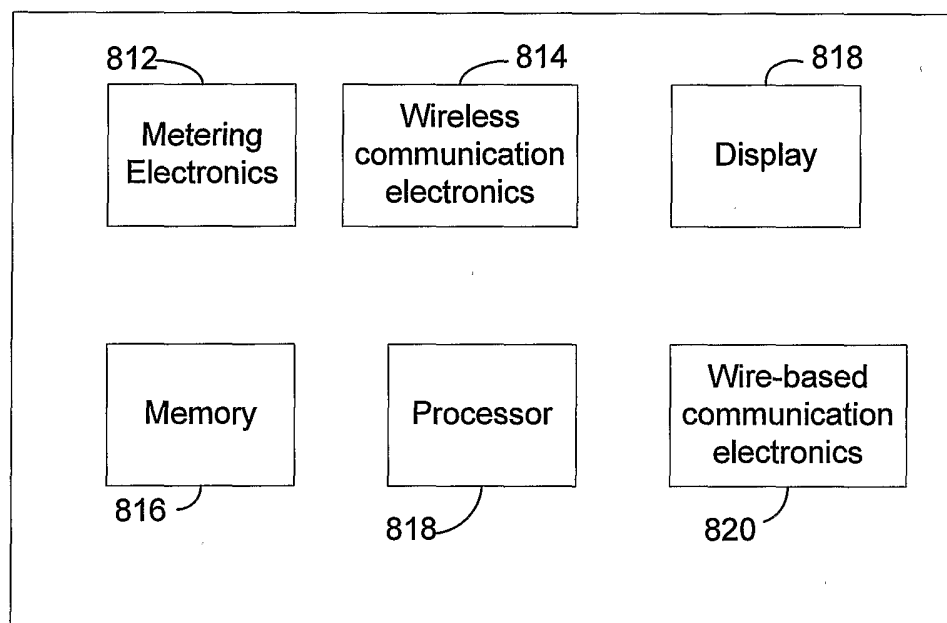 812
814
818
Metering
Electronics
Wireless
communication
electronics
Display
Memory
Processor
Wire-based
communication
electronics
816
818
820